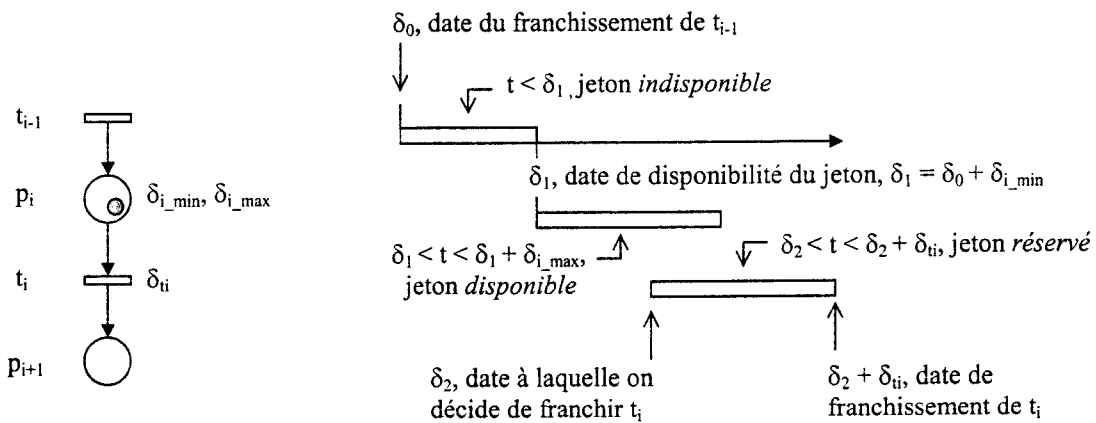 δ₀, date du franchissement de tᵢ₋₁
t < δ₁, jeton indisponible
tᵢ₋₁
pᵢ
δᵢ_min, δᵢ_max
δ₁, date de disponibilité du jeton, δ₁ = δ₀ + δᵢ_min
δ₁ < t < δ₁ + δᵢ_max,
jeton disponible
δ₂ < t < δ₂ + δₜᵢ, jeton réservé
tᵢ
δₜᵢ
pᵢ₊₁
δ₂, date à laquelle on
décide de franchir tᵢ
δ₂ + δₜᵢ, date de
franchissement de tᵢ